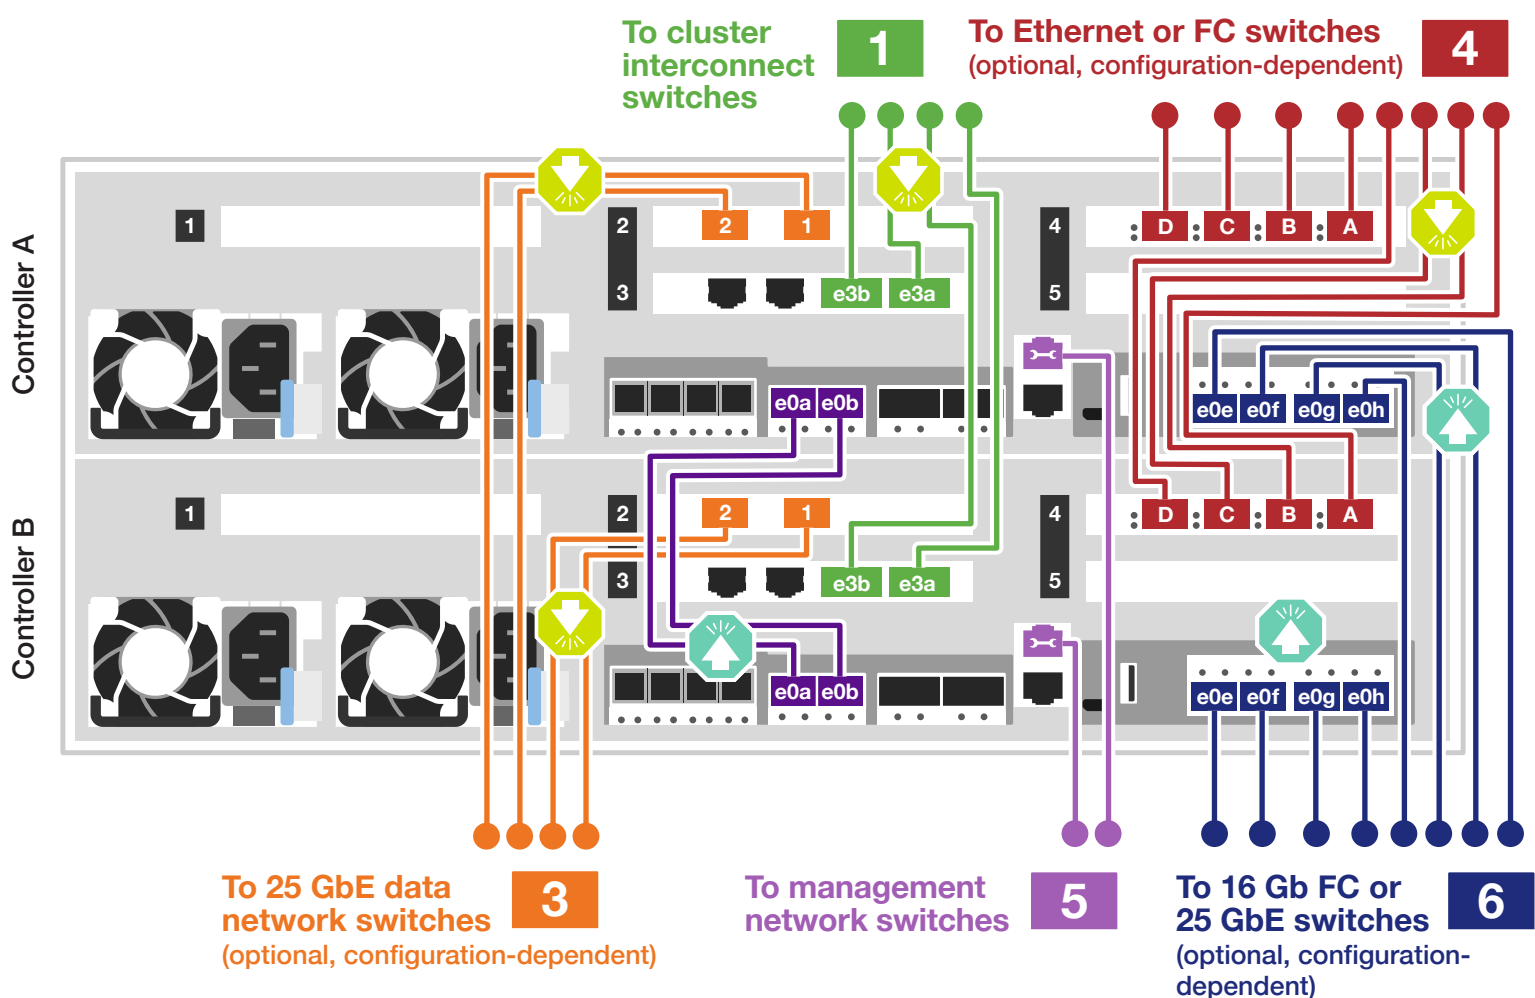 To cluster
interconnect
switches
1
To Ethernet or FC switches
(optional, configuration-dependent)
4
Controller A
1
2
2
1
4
D
C
B
A
3
e3b
e3a
5
e0a
e0b
e0e
e0f
e0g
e0h
Controller B
1
2
2
1
4
D
C
B
A
3
e3b
e3a
5
e0a
e0b
e0e
e0f
e0g
e0h
To 25 GbE data
network switches
(optional, configuration-dependent)
3
To management
network switches
5
To 16 Gb FC or
25 GbE switches
(optional, configuration-
dependent)
6